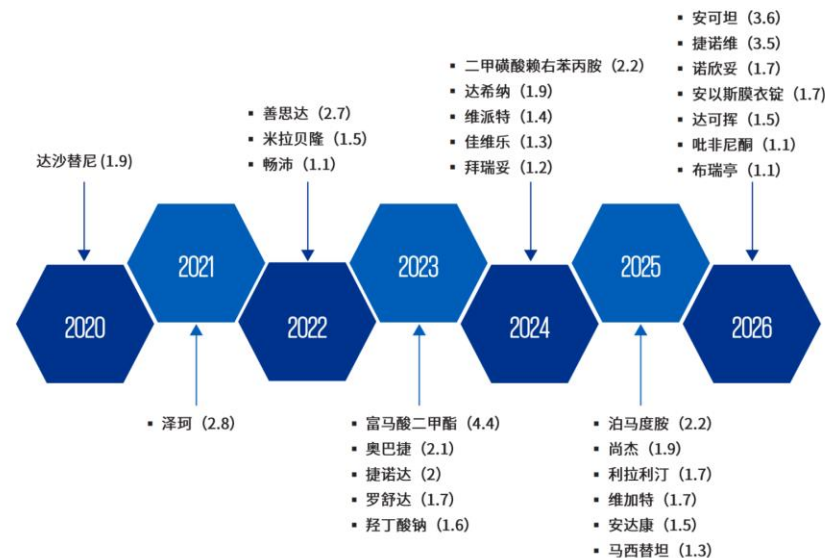 达沙替尼 (1.9)
2020
2021
▪ 泽珂（2.8）
▪ 善思达（2.7）
▪ 米拉贝隆（1.5）
▪ 畅沛（1.1）
2022
2023
▪ 富马酸二甲酯（4.4）
▪ 奥巴捷（2.1）
▪ 捷诺达（2）
▪ 罗舒达（1.7）
▪ 羟丁酸钠（1.6）
▪ 二甲磺酸赖右苯丙胺（2.2）
▪ 达希纳（1.9）
▪ 维派特（1.4）
▪ 佳维乐（1.3）
▪ 拜瑞妥（1.2）
2024
2025
▪ 泊马度胺（2.2）
▪ 尚杰（1.9）
▪ 利拉利汀（1.7）
▪ 维加特（1.7）
▪ 安达康（1.5）
▪ 马西替坦（1.3）
▪ 安可坦（3.6）
▪ 捷诺维（3.5）
▪ 诺欣妥（1.7）
▪ 安以斯膜衣锭（1.7）
▪ 达可挥（1.5）
▪ 吡非尼酮（1.1）
▪ 布瑞亭（1.1）
2026